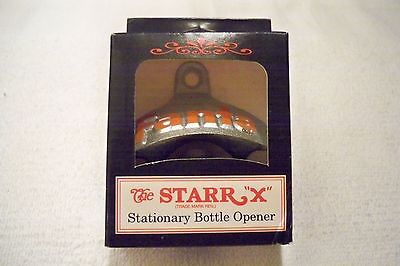 Fanta
The STARR "X"
(TRADE MARK REG.)
Stationary Bottle Opener